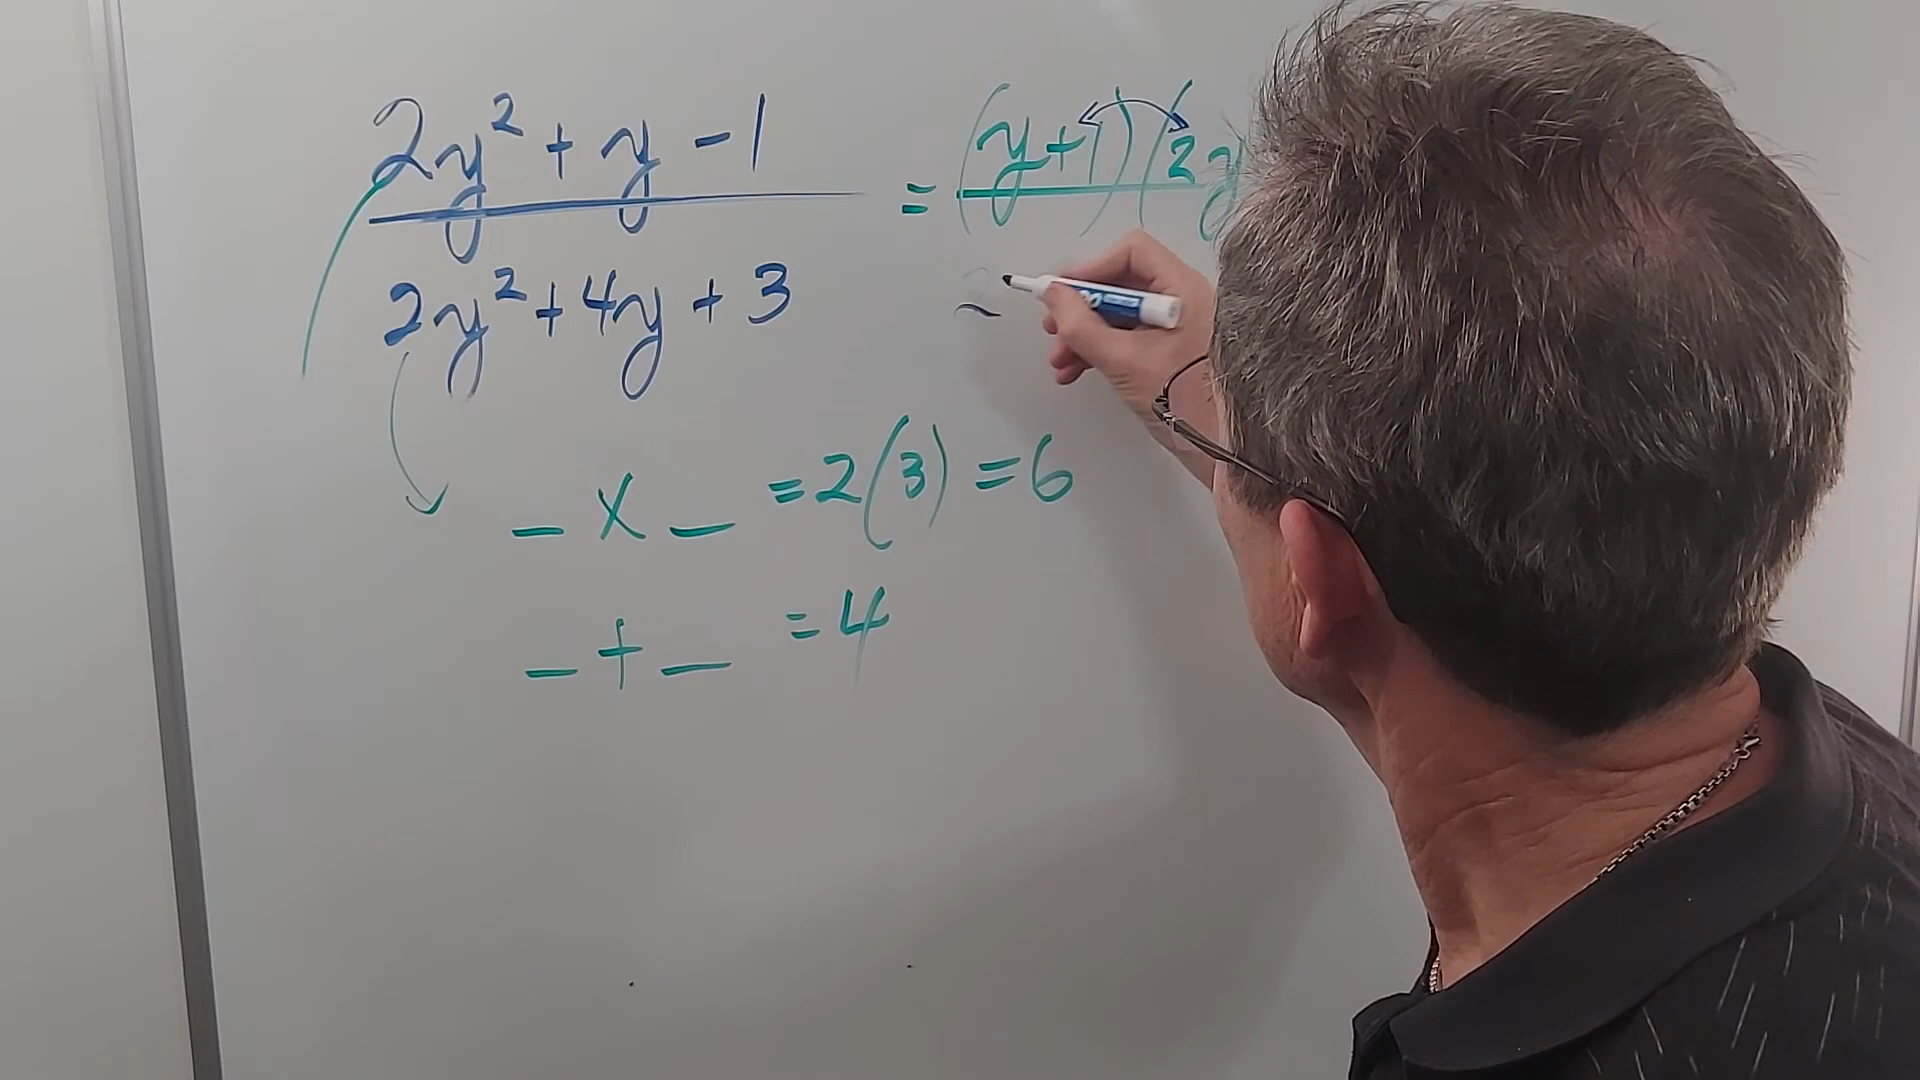 2y² + y - 1 = (y+1)(2y
2y² + 4y + 3
_ x _ = 2(3) = 6
_ + _ = 4